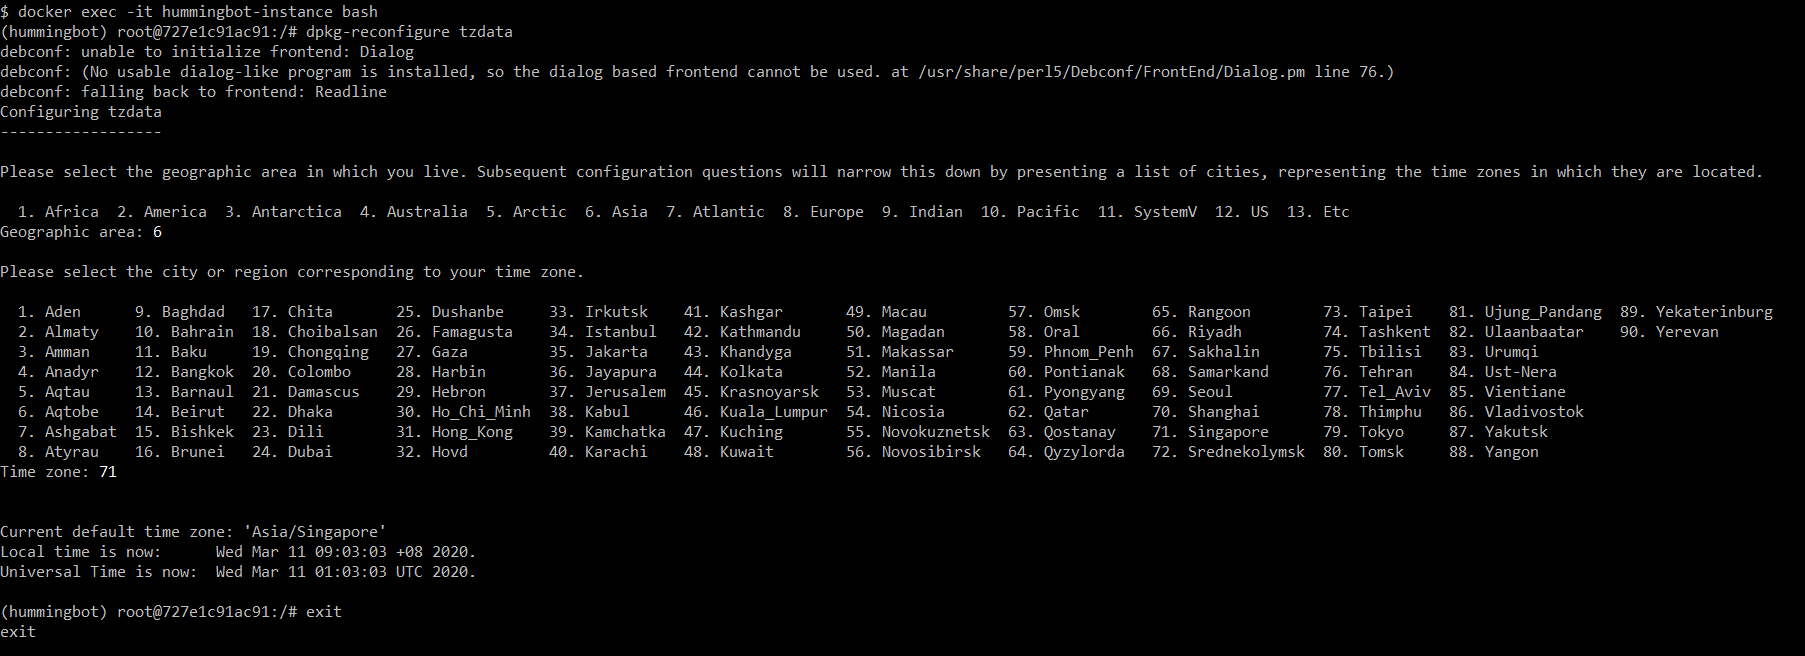 $ docker exec -it hummingbot-instance bash
(hummingbot) root@727e1c91ac91:/# dpkg-reconfigure tzdata
debconf: unable to initialize frontend: Dialog
debconf: (No usable dialog-like program is installed, so the dialog based frontend cannot be used. at /usr/share/perl5/Debconf/FrontEnd/Dialog.pm line 76.)
debconf: falling back to frontend: Readline
Configuring tzdata
------------------
Please select the geographic area in which you live. Subsequent configuration questions will narrow this down by presenting a list of cities, representing the time zones in which they are located.
  1. Africa  2. America  3. Antarctica  4. Australia  5. Arctic  6. Asia  7. Atlantic  8. Europe  9. Indian  10. Pacific  11. SystemV  12. US  13. Etc
Geographic area: 6
Please select the city or region corresponding to your time zone.
  1. Aden      9. Baghdad   17. Chita       25. Dushanbe     33. Irkutsk    41. Kashgar       49. Macau         57. Omsk        65. Rangoon        73. Taipei    81. Ujung_Pandang  89. Yekaterinburg
  2. Almaty    10. Bahrain  18. Choibalsan  26. Famagusta    34. Istanbul   42. Kathmandu     50. Magadan       58. Oral        66. Riyadh         74. Tashkent  82. Ulaanbaatar    90. Yerevan
  3. Amman     11. Baku     19. Chongqing   27. Gaza         35. Jakarta    43. Khandyga      51. Makassar      59. Phnom_Penh  67. Sakhalin       75. Tbilisi   83. Urumqi
  4. Anadyr    12. Bangkok  20. Colombo     28. Harbin       36. Jayapura   44. Kolkata       52. Manila        60. Pontianak   68. Samarkand      76. Tehran    84. Ust-Nera
  5. Aqtau     13. Barnaul  21. Damascus    29. Hebron       37. Jerusalem  45. Krasnoyarsk   53. Muscat        61. Pyongyang   69. Seoul          77. Tel_Aviv  85. Vientiane
  6. Aqtobe    14. Beirut   22. Dhaka       30. Ho_Chi_Minh  38. Kabul      46. Kuala_Lumpur  54. Nicosia       62. Qatar       70. Shanghai       78. Thimphu   86. Vladivostok
  7. Ashgabat  15. Bishkek  23. Dili        31. Hong_Kong    39. Kamchatka  47. Kuching       55. Novokuznetsk  63. Qostanay    71. Singapore      79. Tokyo     87. Yakutsk
  8. Atyrau    16. Brunei   24. Dubai       32. Hovd         40. Karachi    48. Kuwait        56. Novosibirsk   64. Qyzylorda   72. Srednekolymsk  80. Tomsk     88. Yangon
Time zone: 71
Current default time zone: 'Asia/Singapore'
Local time is now:      Wed Mar 11 09:03:03 +08 2020.
Universal Time is now:  Wed Mar 11 01:03:03 UTC 2020.
(hummingbot) root@727e1c91ac91:/# exit
exit